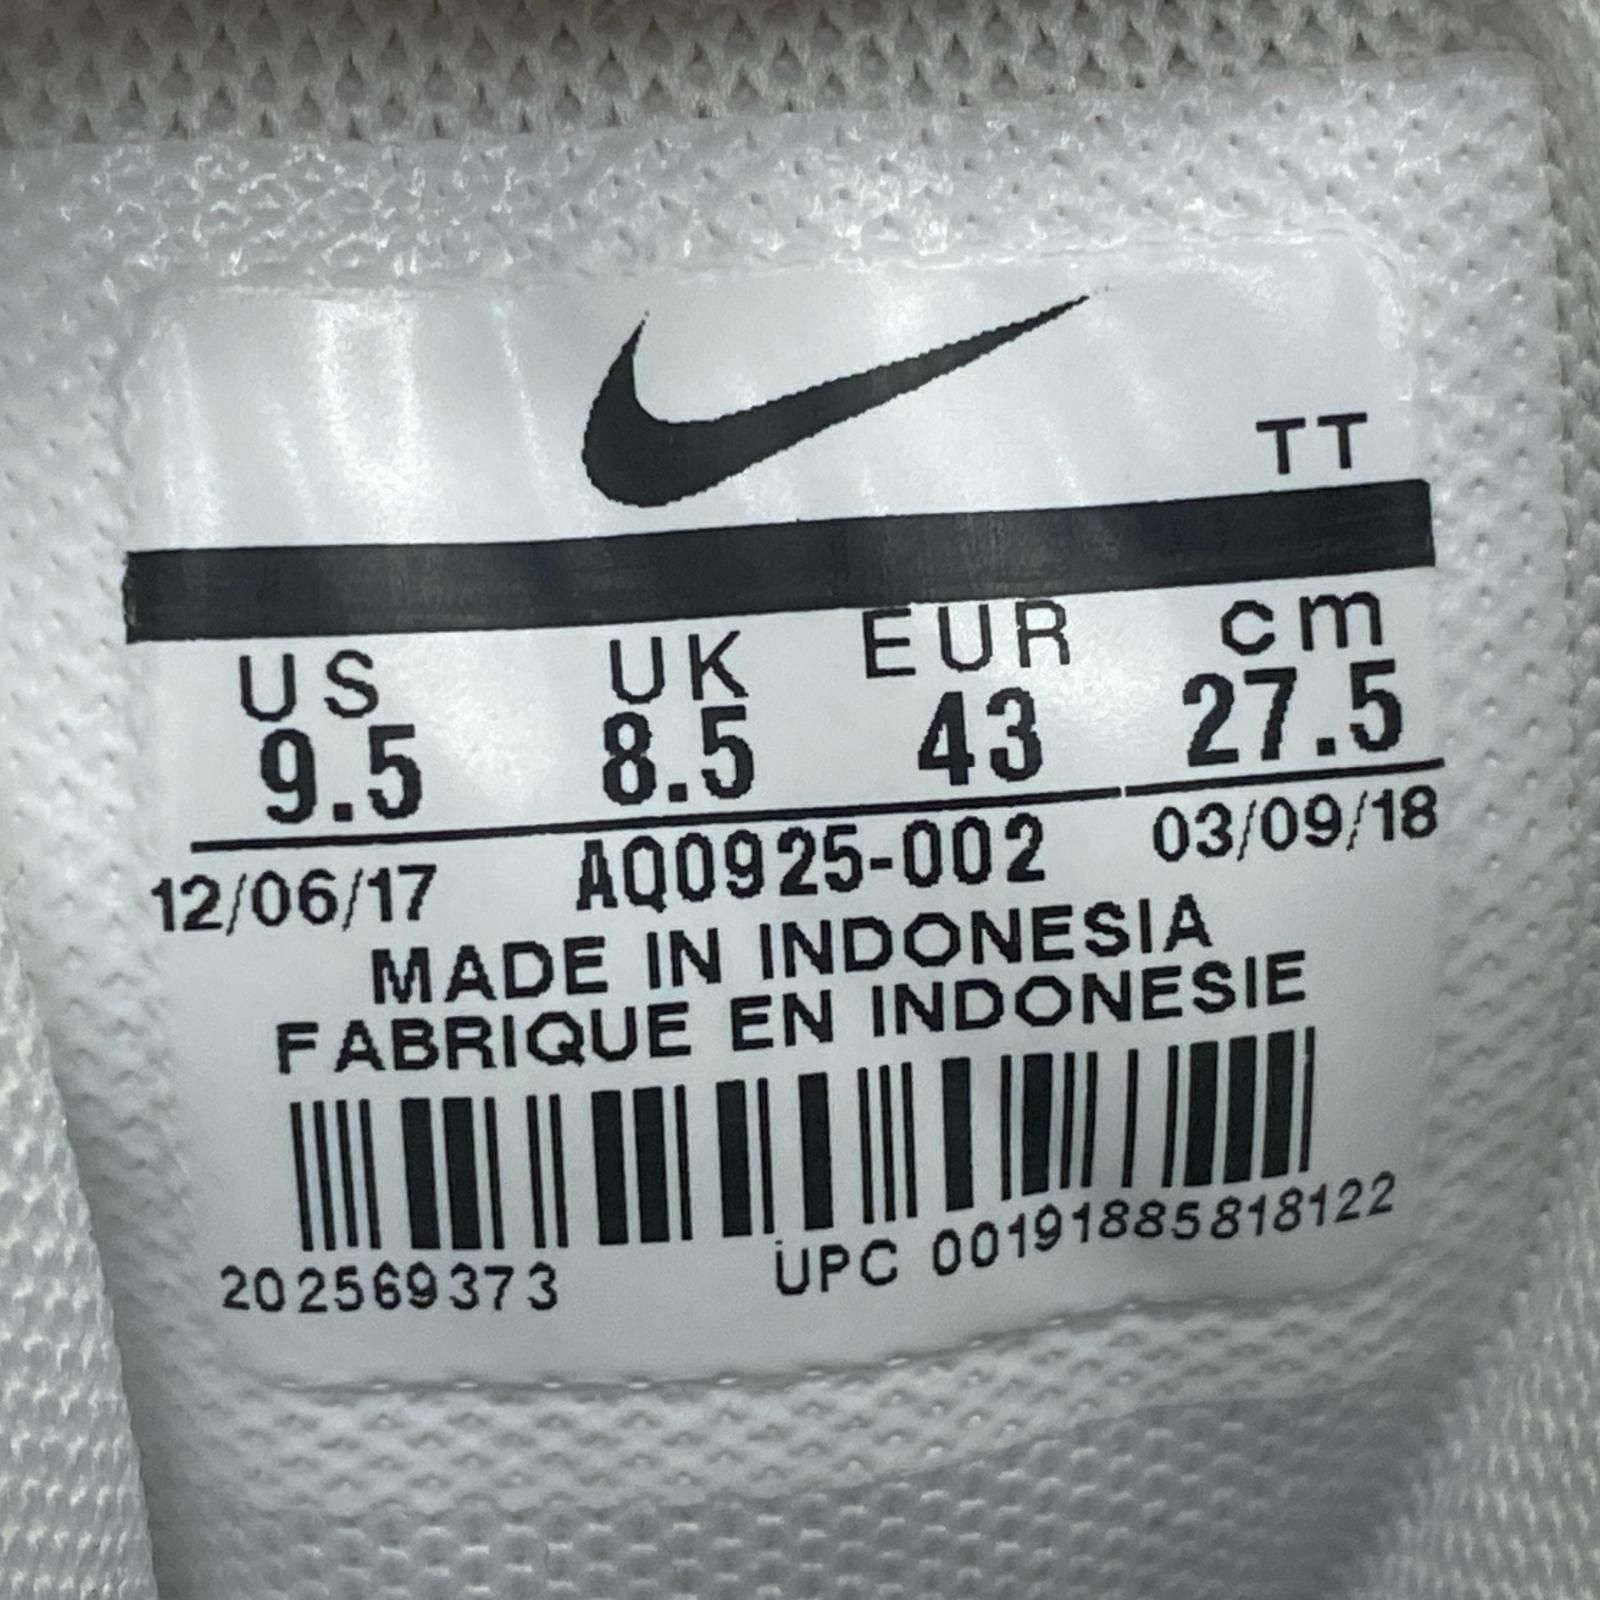 TT
US UK EUR cm
9.5 8.5 43 27.5
12/06/17 AQ0925-002 03/09/18
MADE IN INDONESIA
FABRIQUE EN INDONESIE
202569373 UPC 00191885818122